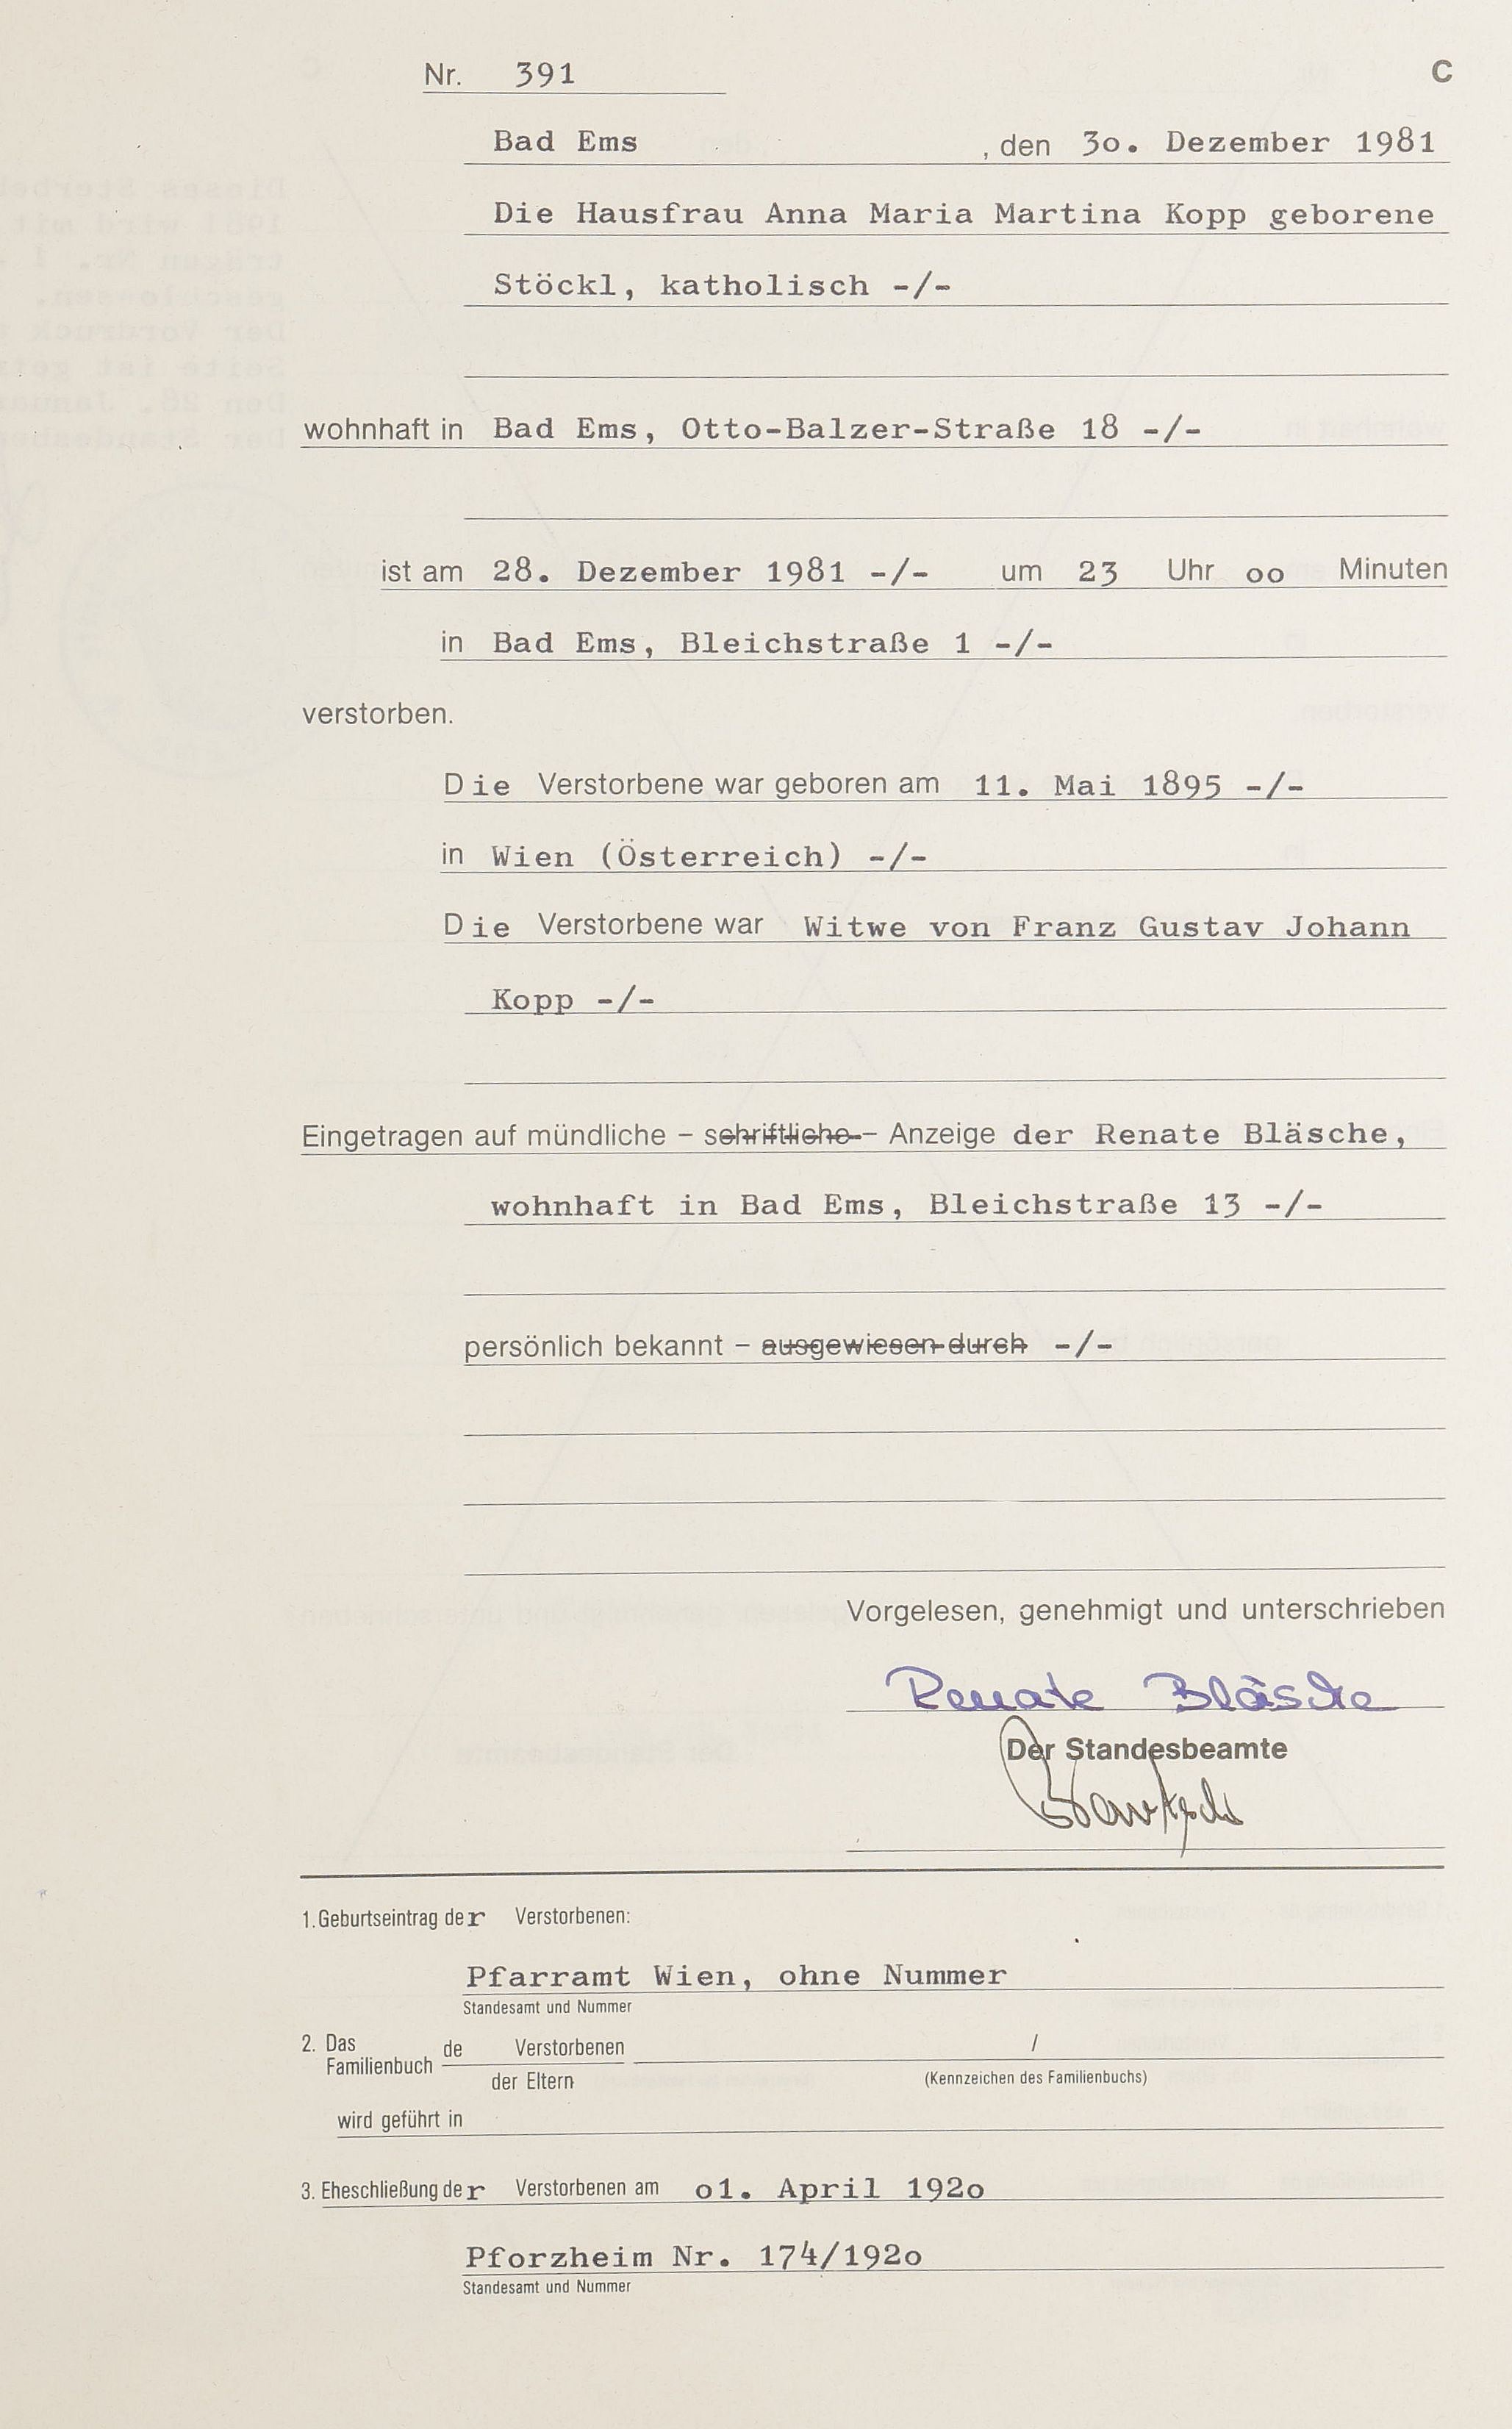 Nr. 391 C
Bad Ems , den 3o. Dezember 1981
Die Hausfrau Anna Maria Martina Kopp geborene
Stöckl, katholisch -/-
wohnhaft in Bad Ems, Otto-Balzer-Straße 18 -/-
ist am 28. Dezember 1981 -/- um 23 Uhr oo Minuten
in Bad Ems, Bleichstraße 1 -/-
verstorben.
Die Verstorbene war geboren am 11. Mai 1895 -/-
in Wien (Österreich) -/-
Die Verstorbene war Witwe von Franz Gustav Johann
Kopp -/-
Eingetragen auf mündliche – schriftliche – Anzeige der Renate Bläsche,
wohnhaft in Bad Ems, Bleichstraße 13 -/-
persönlich bekannt – ausgewiesen durch -/-
Vorgelesen, genehmigt und unterschrieben
Renate Bläsche
Der Standesbeamte
1. Geburtseintrag der Verstorbenen:
Pfarramt Wien, ohne Nummer
Standesamt und Nummer
2. Das Familienbuch de Verstorbenen /
der Eltern (Kennzeichen des Familienbuchs)
wird geführt in
3. Eheschließung der Verstorbenen am o1. April 192o
Pforzheim Nr. 174/192o
Standesamt und Nummer